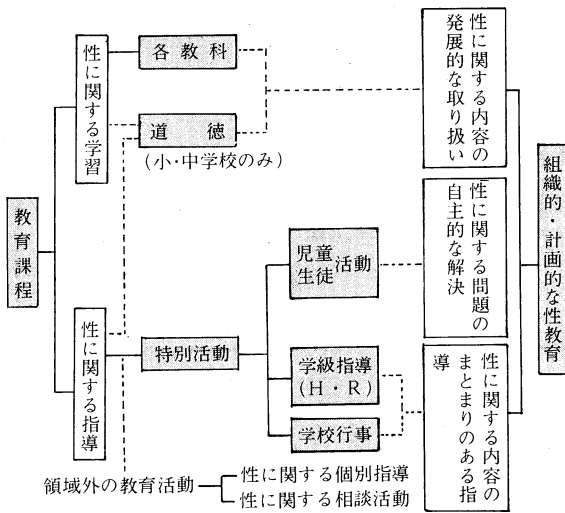 教育課程
性に関する学習
性に関する指導
各教科
道徳
(小・中学校のみ)
特別活動
児童
生徒
活動
学級指導
(H・R)
学校行事
領域外の教育活動
性に関する個別指導
性に関する相談活動
性に関する内容の
発展的な取り扱い
性に関する問題の
自主的な解決
性に関する内容の
まとまりのある指
導
組織的・計画的な性教育